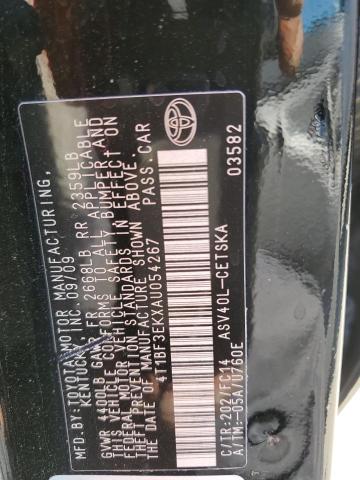 MFD.BY:TOYOTA MOTOR MANUFACTURING,
KENTUCKY, INC. 09/09
GVWR 4400LB GAWR FR 2668LB RR 2359LB
THIS VEHICLE CONFORMS TO ALL APPLICABLE
FEDERAL MOTOR VEHICLE SAFETY, BUMPER, AND
THEFT PREVENTION STANDARDS IN EFFECT ON
THE DATE OF MANUFACTURE SHOWN ABOVE.
4T1BF3EKXAU054267 PASS.CAR
C/TR:202/FC14 ASV40L-CETSKA
A/TM:-05A/U760E 03582